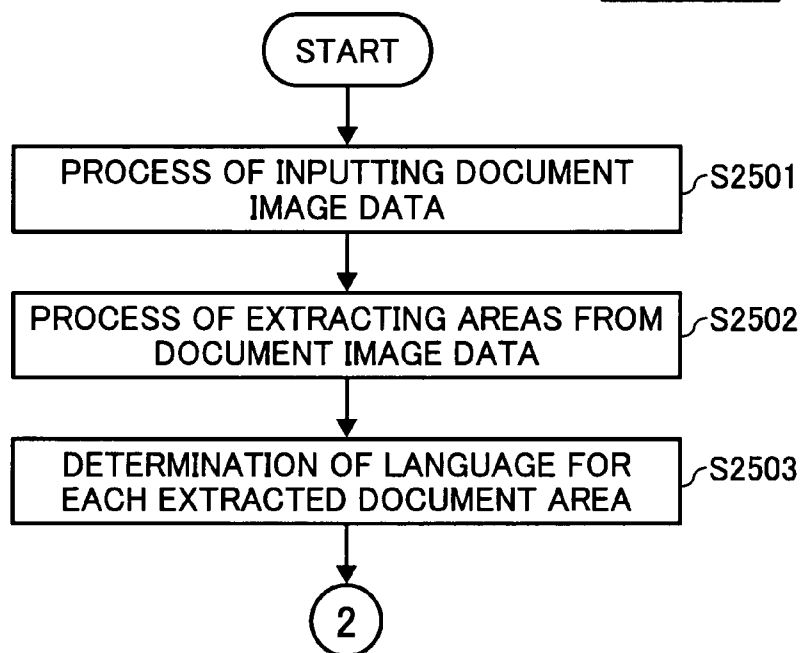 START
PROCESS OF INPUTTING DOCUMENT
IMAGE DATA
S2501
PROCESS OF EXTRACTING AREAS FROM
DOCUMENT IMAGE DATA
S2502
DETERMINATION OF LANGUAGE FOR
EACH EXTRACTED DOCUMENT AREA
S2503
2